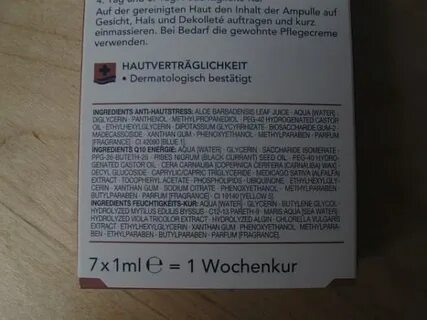 4. Tag
Auf der gereinigten Haut den Inhalt der Ampulle auf
Gesicht, Hals und Dekolleté auftragen und kurz
einmassieren. Bei Bedarf die gewohnte Pflegecreme
verwenden.
HAUTVERTRÄGLICHKEIT
• Dermatologisch bestätigt
INGREDIENTS ANTI-HAUTSTRESS: ALOE BARBADENSIS LEAF JUICE · AQUA [WATER] ·
DIGLYCERIN · PANTHENOL · METHYLPROPANEDIOL · PEG-40 HYDROGENATED CASTOR
OIL · ETHYLHEXYLGLYCERIN · DIPOTASSIUM GLYCYRRHIZATE · BIOSACCHARIDE GUM-2 ·
MADECASSOSIDE · XANTHAN GUM · PHENOXYETHANOL · METHYLPARABEN · PARFUM
[FRAGRANCE] · CI 42090 [BLUE 1].
INGREDIENTS Q10 ENERGIE: AQUA [WATER] · GLYCERIN · SACCHARIDE ISOMERATE ·
PPG-26-BUTETH-26 · RIBES NIGRUM (BLACK CURRANT) SEED OIL · PEG-40 HYDRO-
GENATED CASTOR OIL · CERA CARNAUBA [COPERNICIA CERIFERA (CARNAUBA) WAX] ·
DECYL GLUCOSIDE · CAPRYLIC/CAPRIC TRIGLYCERIDE · MEDICAGO SATIVA (ALFALFA)
EXTRACT · TOCOPHERYL ACETATE · PHOSPHOLIPIDS · UBIQUINONE · ETHYLHEXYLGLY-
CERIN · XANTHAN GUM · SODIUM CITRATE · PHENOXYETHANOL · METHYLPARABEN ·
BUTYLPARABEN · ETHYLPARABEN · PARFUM [FRAGRANCE] · CI 19140 [YELLOW 5].
INGREDIENTS FEUCHTIGKEITS-KUR: AQUA [WATER] · GLYCERIN · BUTYLENE GLYCOL ·
HYDROLYZED MYTILUS EDULIS BYSSUS · C12-13 PARETH-9 · MARIS AQUA [SEA WATER] ·
HYDROLYZED VIOLA TRICOLOR EXTRACT · HYDROLYZED ALGIN · CHLORELLA VULGARIS
EXTRACT · ETHYLHEXYLGLYCERIN · XANTHAN GUM · PHENOXYETHANOL · METHYLPARA-
BEN · BUTYLPARABEN · ETHYLPARABEN · PARFUM [FRAGRANCE].
7 x 1ml ℮ = 1 Wochenkur